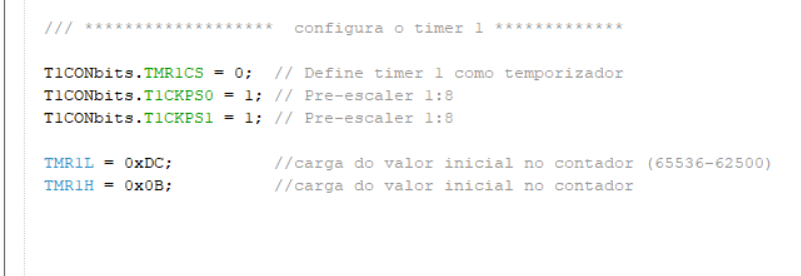 /// ******************* configura o timer 1 *************
T1CONbits.TMR1CS = 0; // Define timer 1 como temporizador
T1CONbits.T1CKPS0 = 1; // Pre-escaler 1:8
T1CONbits.T1CKPS1 = 1; // Pre-escaler 1:8
TMR1L = 0xDC; //carga do valor inicial no contador (65536-62500)
TMR1H = 0x0B; //carga do valor inicial no contador